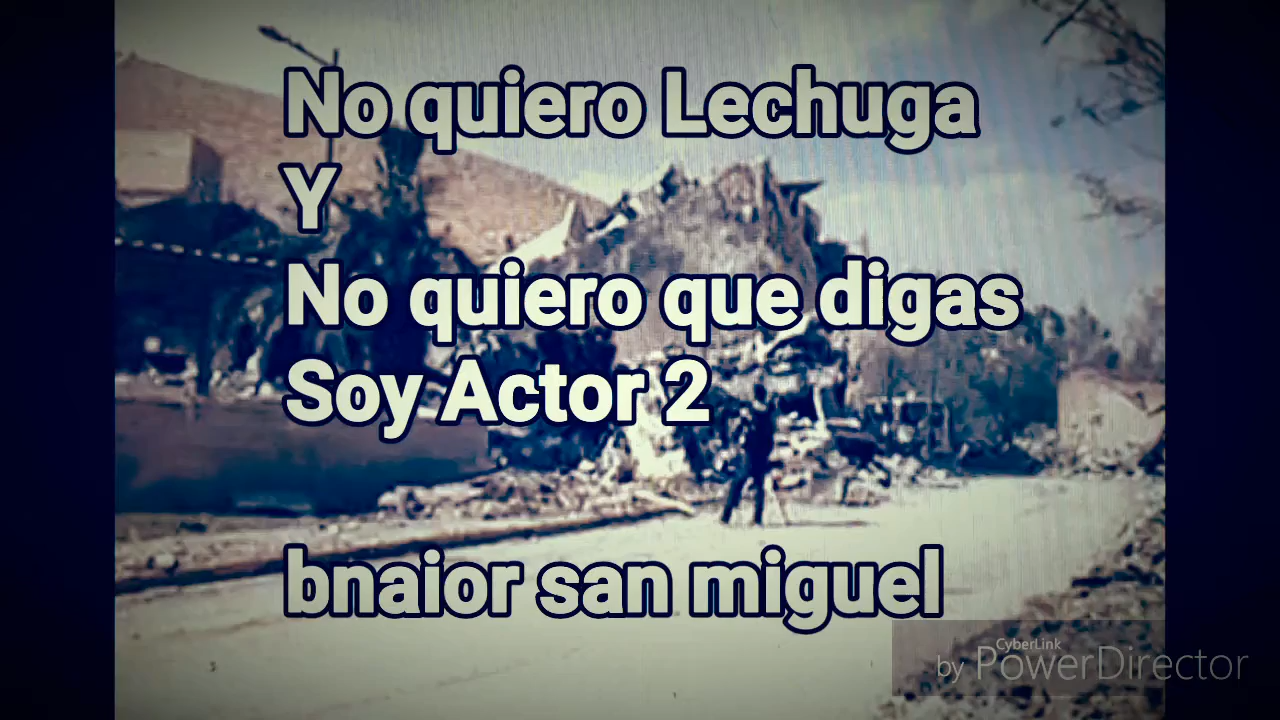 No quiero Lechuga
Y
No quiero que digas
Soy Actor 2
bnaior san miguel
CyberLink
by PowerDirector